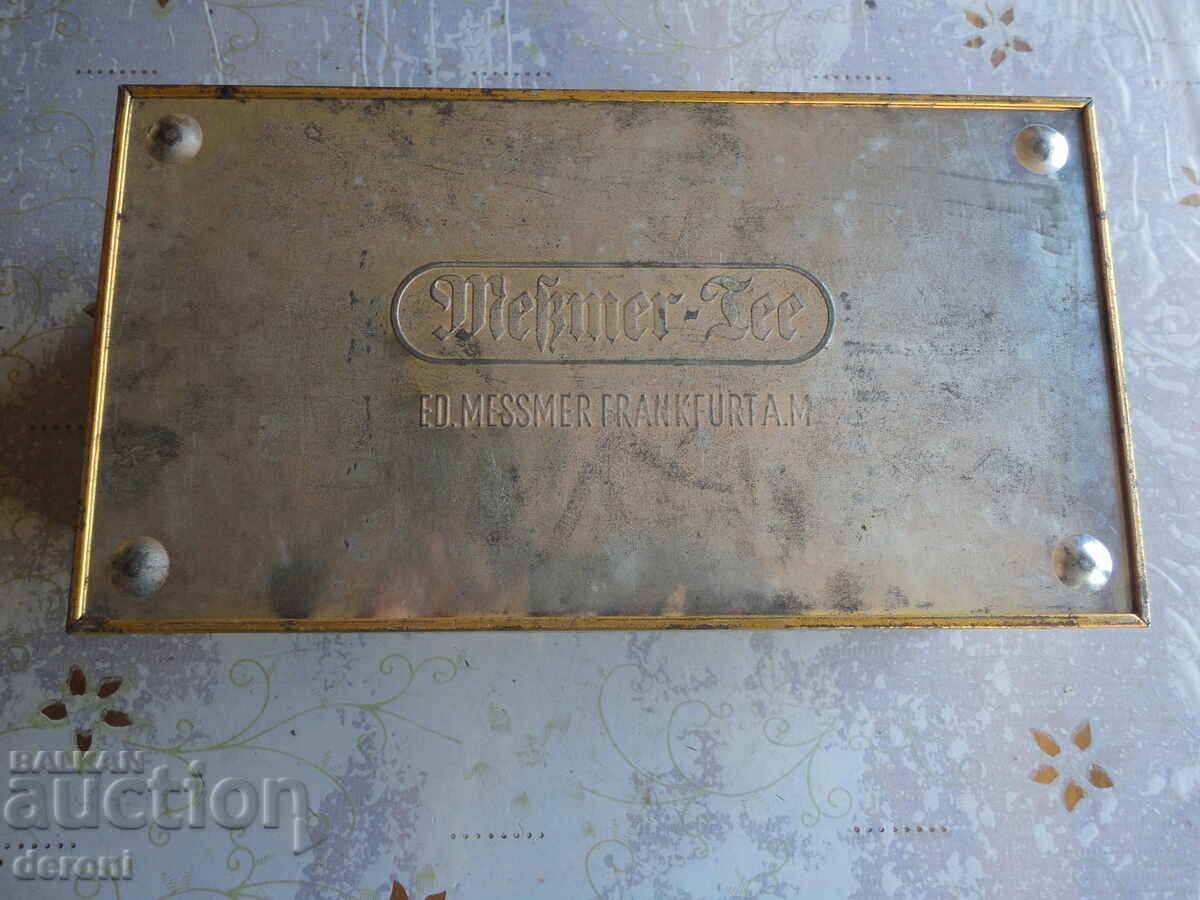 Meßmer-Tee
ED. MESSMER FRANKFURT A.M
BALKAN
auction
deroni